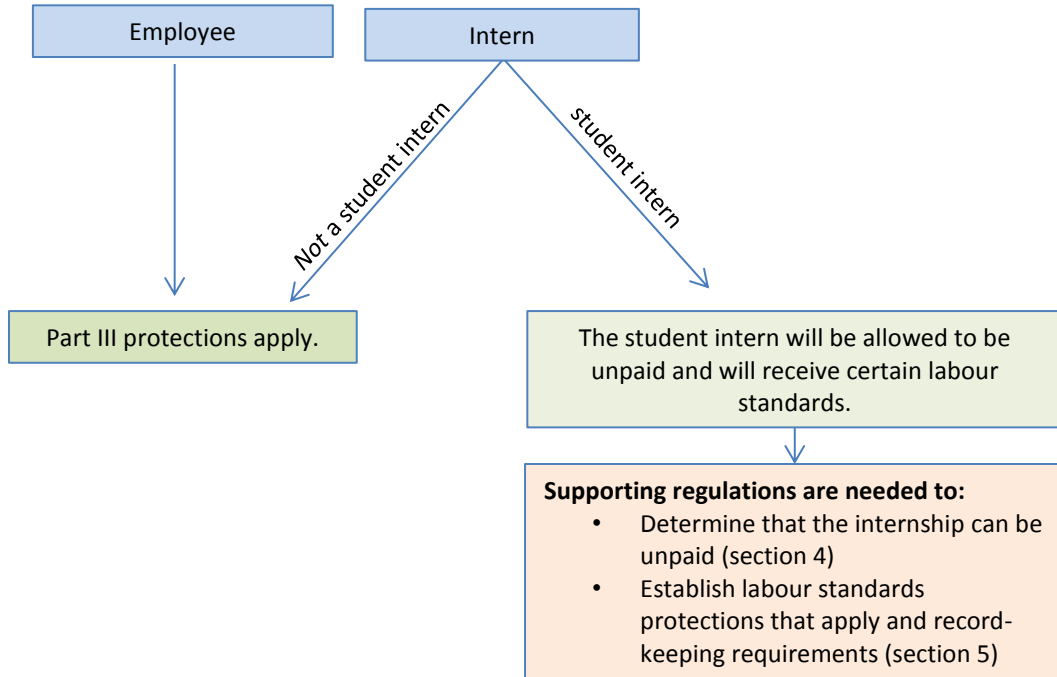 Employee
Intern
Not a student intern
student intern
Part III protections apply.
The student intern will be allowed to be
unpaid and will receive certain labour
standards.
Supporting regulations are needed to:
• Determine that the internship can be
unpaid (section 4)
• Establish labour standards
protections that apply and record-
keeping requirements (section 5)